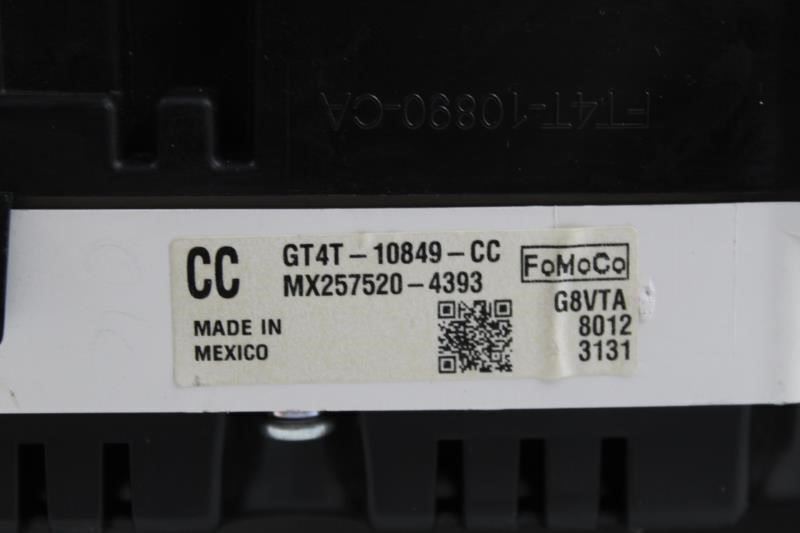 FT4T-10890-CA
CC
GT4T-10849-CC
MX257520-4393
FoMoCo
G8VTA
8012
3131
MADE IN
MEXICO